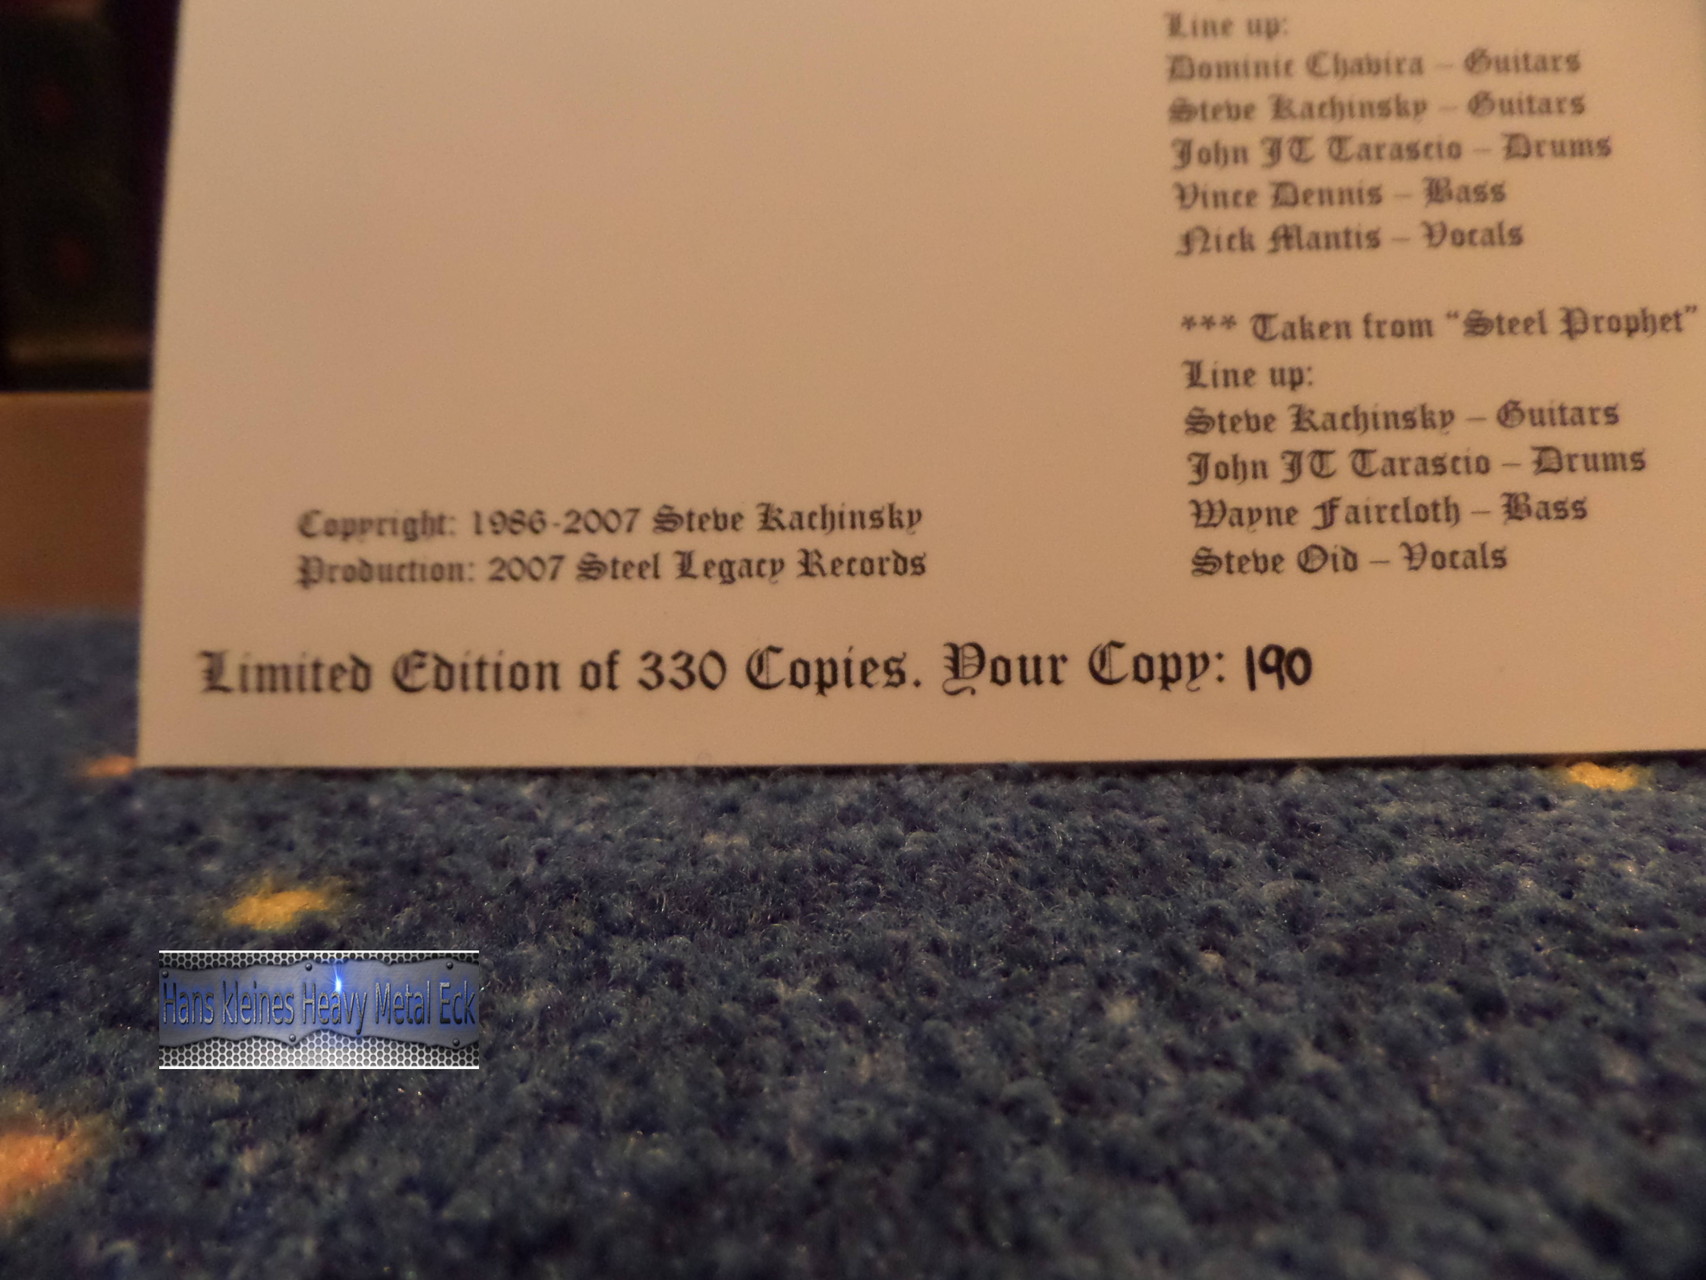 Line up:
Dominic Chavira – Guitars
Steve Kachinsky – Guitars
John JT Tarascio – Drums
Vince Dennis – Bass
Nick Mantis – Vocals
*** Taken from “Steel Prophet”
Line up:
Steve Kachinsky – Guitars
John JT Tarascio – Drums
Wayne Faircloth – Bass
Steve Oid – Vocals
Copyright: 1986-2007 Steve Kachinsky
Production: 2007 Steel Legacy Records
Limited Edition of 330 Copies. Your Copy: 190
Hans kleines Heavy Metal Eck